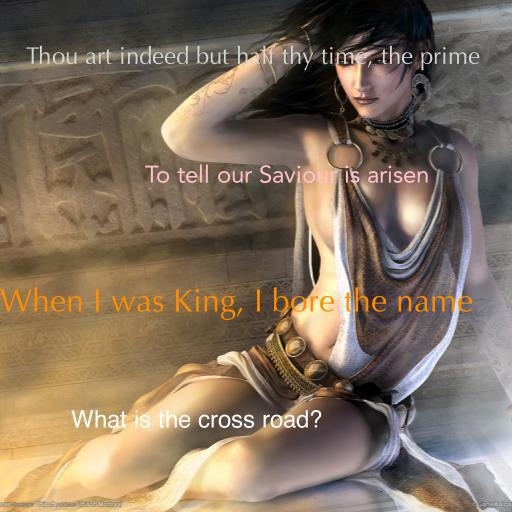 Thou art indeed but half thy time, the prime
To tell our Saviour is arisen
When I was King, I bore the name
What is the cross road?